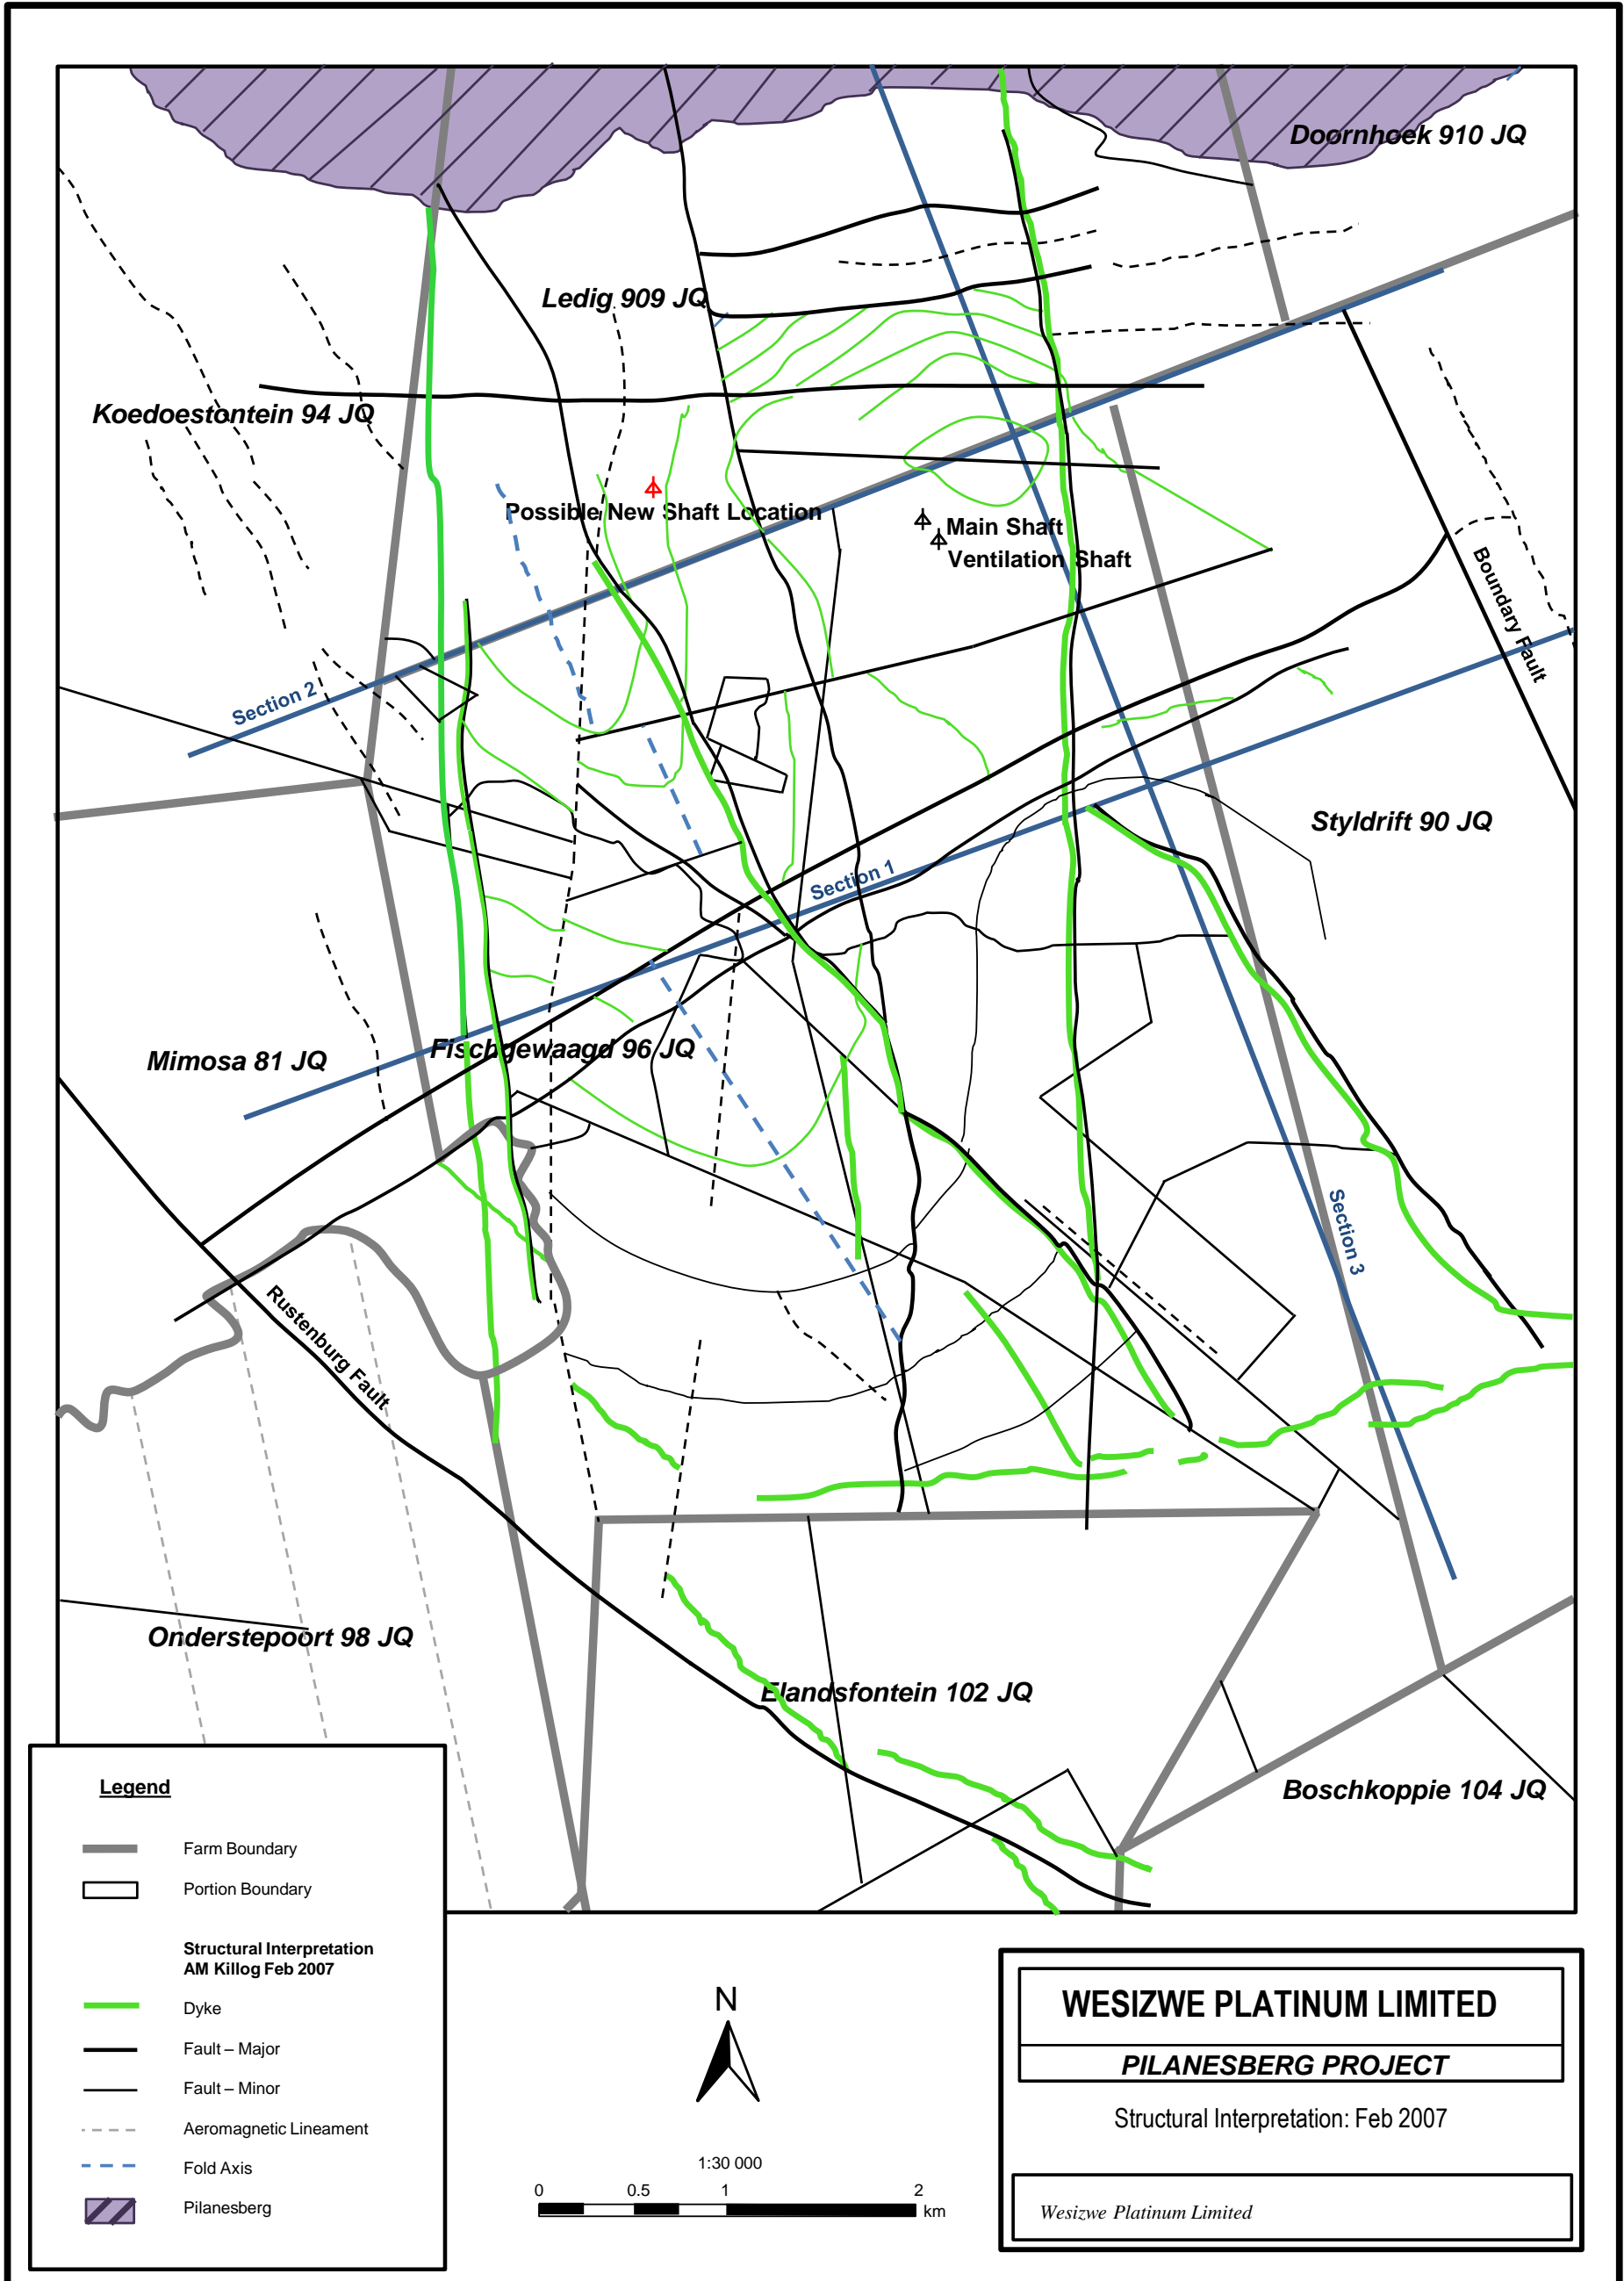 Doornhoek 910 JQ
Ledig 909 JQ
Koedoestontein 94 JQ
Possible New Shaft Location
Main Shaft
Ventilation Shaft
Boundary Fault
Section 2
Styldrift 90 JQ
Section 1
Fischgewaagd 96 JQ
Mimosa 81 JQ
Section 3
Rustenburg Fault
Onderstepoort 98 JQ
Elandsfontein 102 JQ
Boschkoppie 104 JQ
Legend
Farm Boundary
Portion Boundary
Structural Interpretation
AM Killog Feb 2007
Dyke
Fault – Major
Fault – Minor
Aeromagnetic Lineament
Fold Axis
Pilanesberg
N
1:30 000
0 0.5 1 2
km
WESIZWE PLATINUM LIMITED
PILANESBERG PROJECT
Structural Interpretation: Feb 2007
Wesizwe Platinum Limited